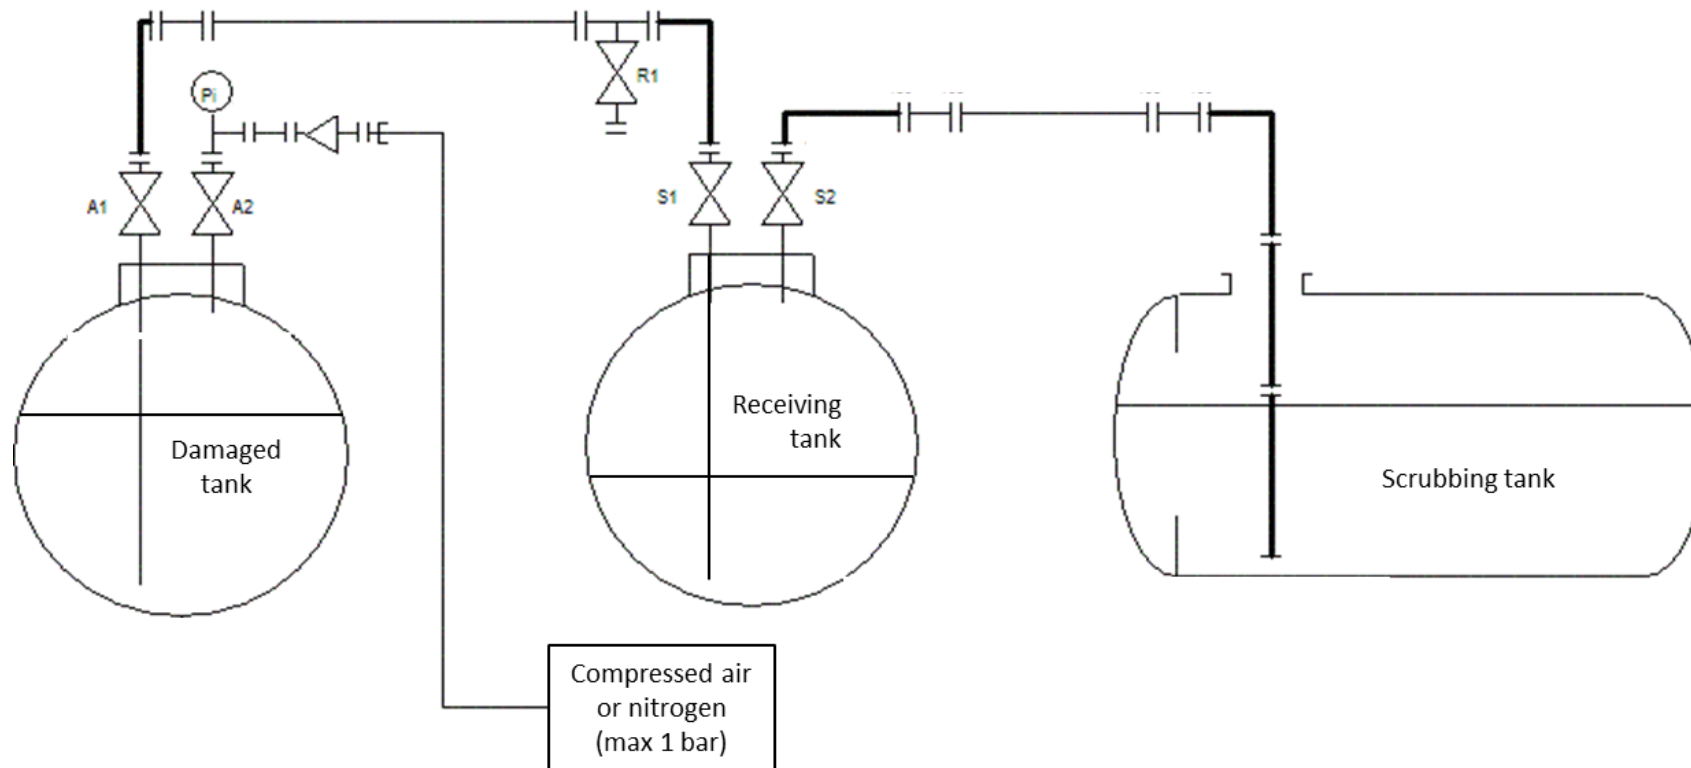 R1
Pi
A1
A2
S1
S2
Damaged
tank
Receiving
tank
Scrubbing tank
Compressed air
or nitrogen
(max 1 bar)